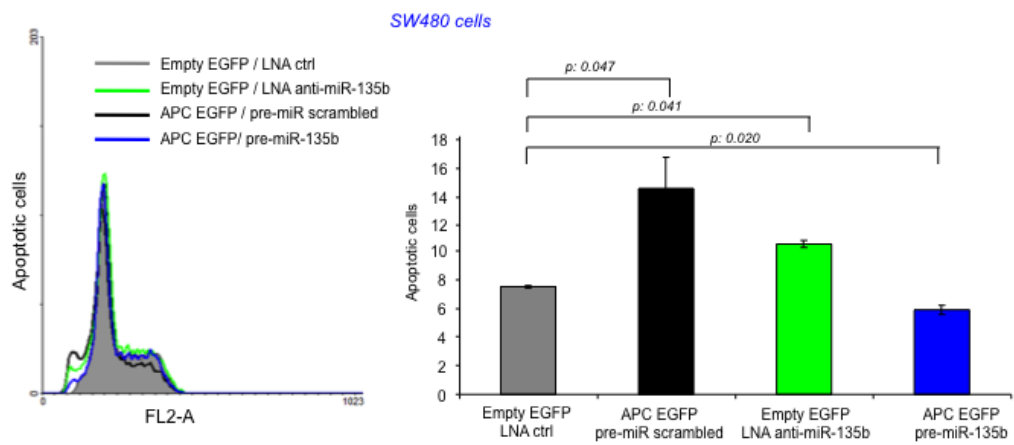 SW480 cells
203
Empty EGFP / LNA ctrl
Empty EGFP / LNA anti-miR-135b
APC EGFP / pre-miR scrambled
APC EGFP/ pre-miR-135b
Apoptotic cells
0
0
1023
FL2-A
p: 0.047
p: 0.041
p: 0.020
Apoptotic cells
18
16
14
12
10
8
6
4
2
0
Empty EGFP
LNA ctrl
APC EGFP
pre-miR scrambled
Empty EGFP
LNA anti-miR-135b
APC EGFP
pre-miR-135b